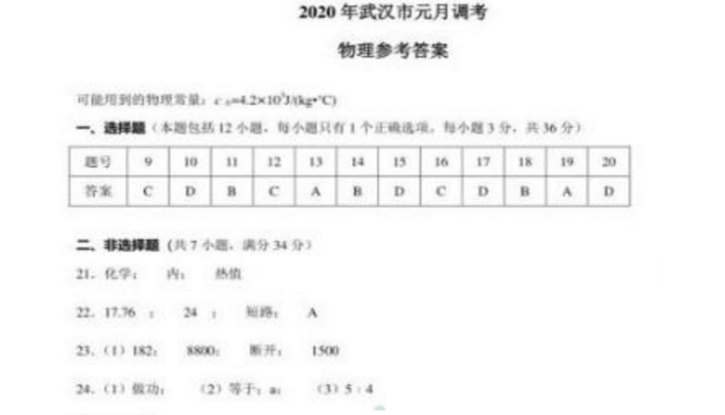 2020 年武汉市元月调考
物理参考答案
可能用到的物理常量：c 水=4.2×10³J/(kg•℃)
一、选择题（本题包括 12 小题，每小题只有 1 个正确选项。每小题 3 分，共 36 分）
题号 9 10 11 12 13 14 15 16 17 18 19 20
答案 C D B C A B D C D B A D
二、非选择题（共 7 小题，满分 34 分）
21．化学； 内； 热值
22．17.76 ； 24 ； 短路； A
23．（1）182； 8800； 断开； 1500
24．（1）做功； （2）等于；a； （3）5：4